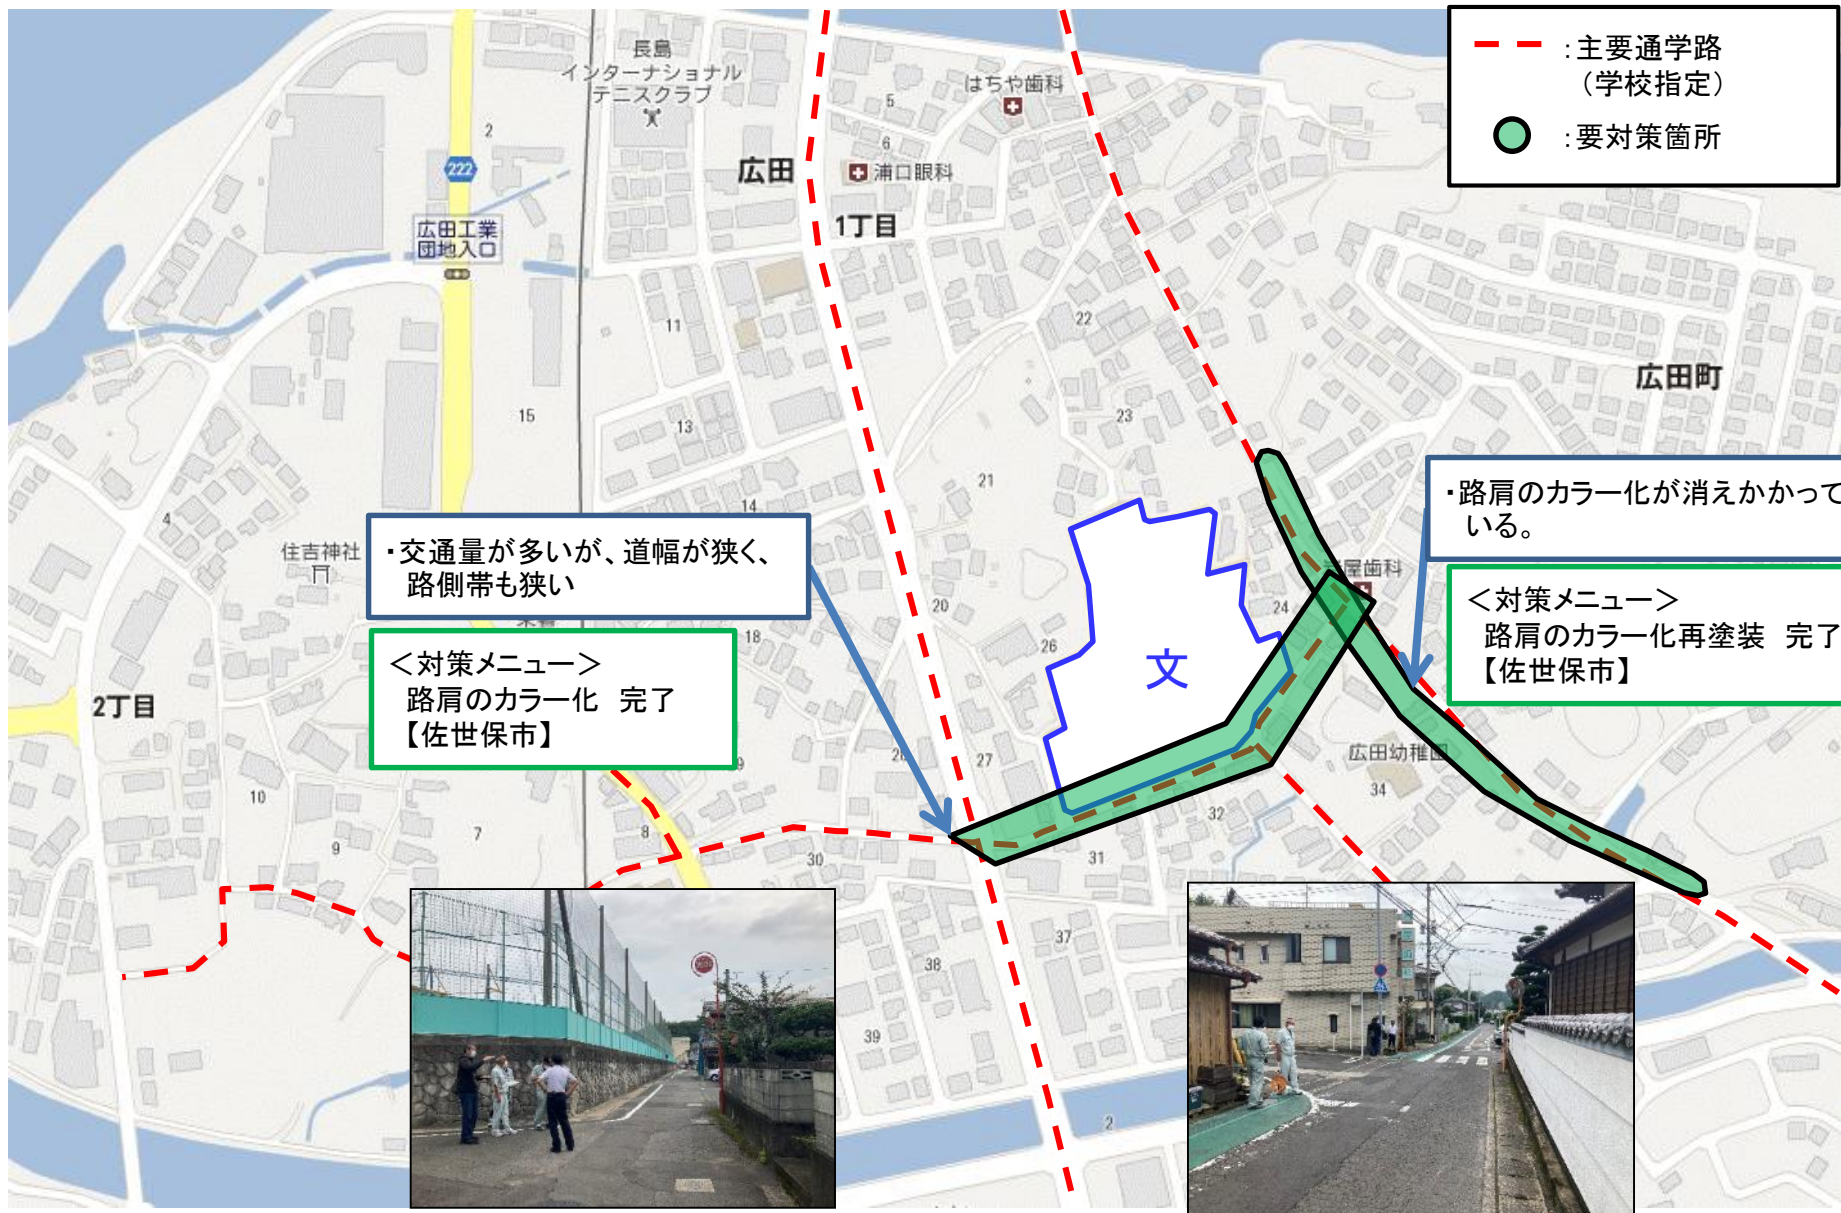 長島
インターナショナル
テニスクラブ
はちや歯科
:主要通学路
(学校指定)
:要対策箇所
5
2
6
222
広田
浦口眼科
1丁目
広田工業
団地入口
11
22
広田町
15
13
23
21
14
4
住吉神社
・交通量が多いが、道幅が狭く、
路側帯も狭い
・路肩のカラー化が消えかかって
いる。
屋歯科
20
24
18
26
<対策メニュー>
路肩のカラー化 完了
【佐世保市】
<対策メニュー>
路肩のカラー化再塗装 完了
【佐世保市】
文
2丁目
27
広田幼稚園
34
10
7
8
9
32
30
31
37
38
39
2